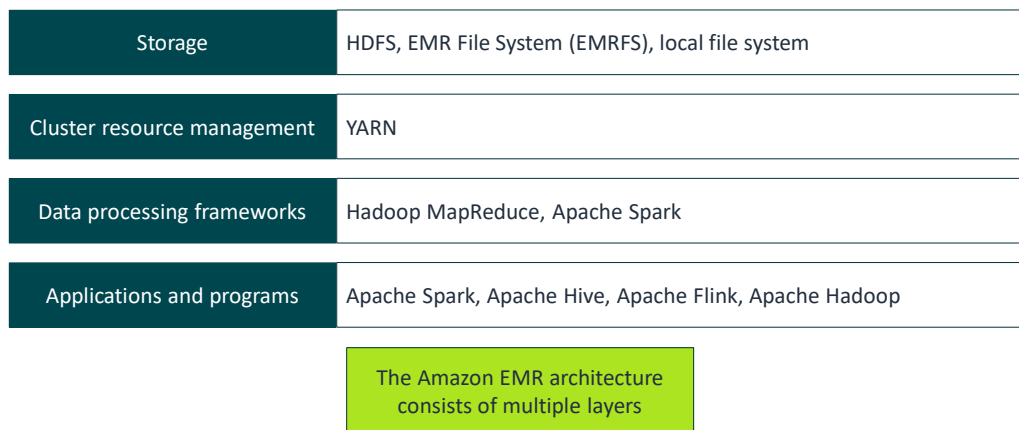 Storage
HDFS, EMR File System (EMRFS), local file system
Cluster resource management
YARN
Data processing frameworks
Hadoop MapReduce, Apache Spark
Applications and programs
Apache Spark, Apache Hive, Apache Flink, Apache Hadoop
The Amazon EMR architecture
consists of multiple layers